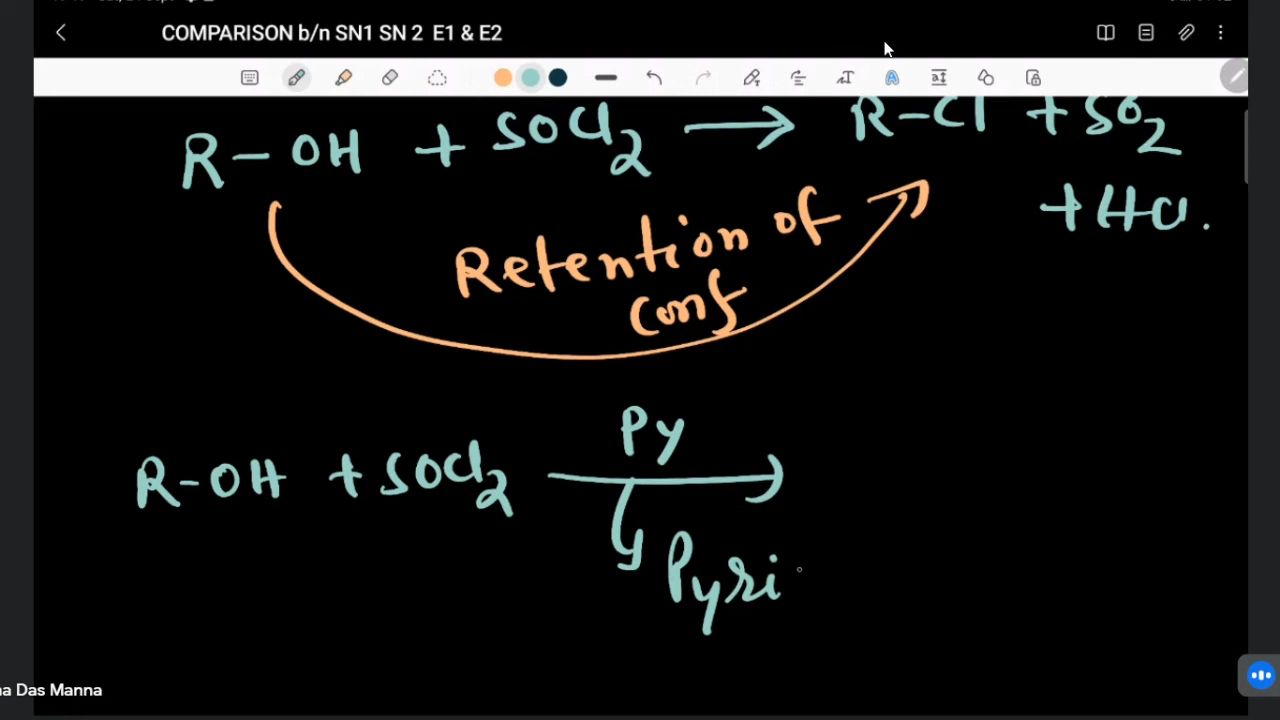 COMPARISON b/n SN1 SN 2 E1 & E2
R-OH + SOCl2 → R-Cl + SO2
+ HCl.
Retention of
conf
Py
R-OH + SOCl2 →
Pyri
Das Manna